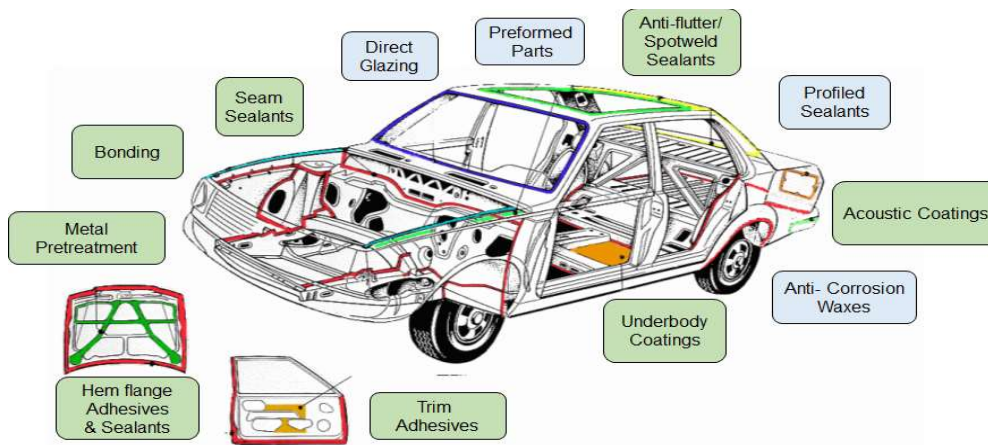 Direct
Glazing
Preformed
Parts
Anti-flutter/
Spotweld
Sealants
Seam
Sealants
Profiled
Sealants
Bonding
Acoustic Coatings
Metal
Pretreatment
Anti- Corrosion
Waxes
Underbody
Coatings
Hem flange
Adhesives
& Sealants
Trim
Adhesives